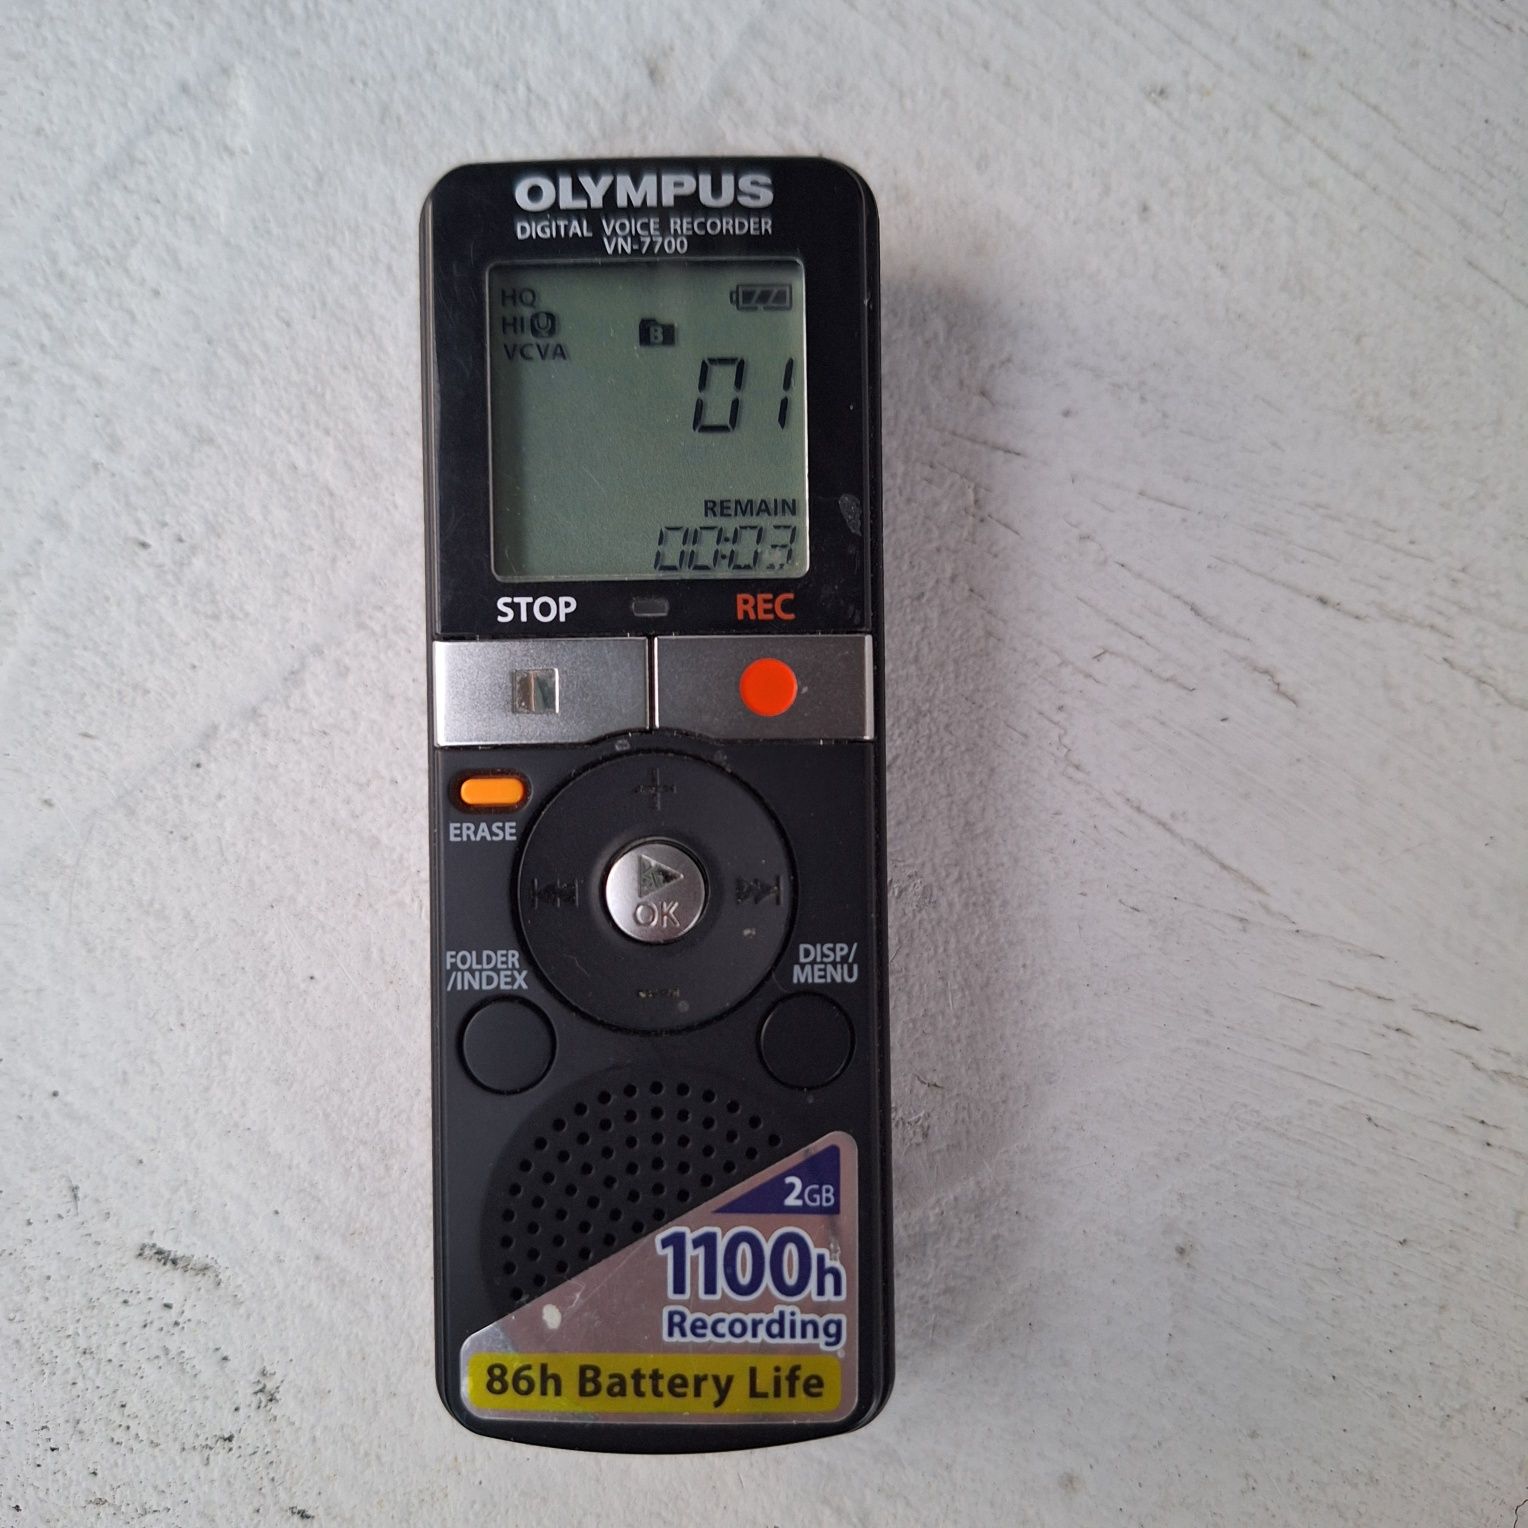 OLYMPUS
DIGITAL VOICE RECORDER
VN-7700
HQ
HI
VCVA
B
01
REMAIN
00:03
STOP REC
ERASE
OK
FOLDER
/INDEX
DISP/
MENU
2GB
1100h
Recording
86h Battery Life